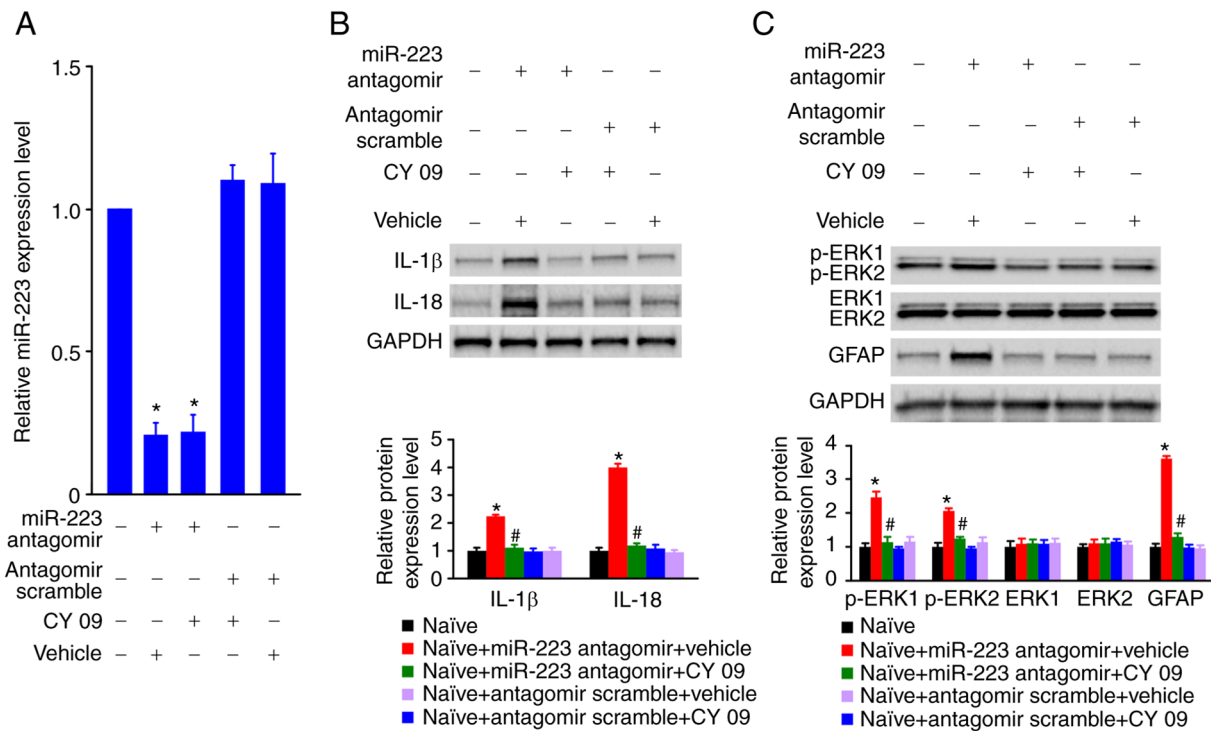 A
Relative miR-223 expression level
1.5
1.0
0.5
0
*
*
miR-223
antagomir
– + + – –
Antagomir
scramble
– – – + +
CY 09 – – + + –
Vehicle – + – – +
B
miR-223
antagomir
– + + – –
Antagomir
scramble
– – – + +
CY 09 – – + + –
Vehicle – + – – +
IL-1β
IL-18
GAPDH
Relative protein
expression level
5
4
3
2
1
0
* # * #
IL-1β IL-18
Naïve
Naïve+miR-223 antagomir+vehicle
Naïve+miR-223 antagomir+CY 09
Naïve+antagomir scramble+vehicle
Naïve+antagomir scramble+CY 09
C
miR-223
antagomir
– + + – –
Antagomir
scramble
– – – + +
CY 09 – – + + –
Vehicle – + – – +
p-ERK1
p-ERK2
ERK1
ERK2
GFAP
GAPDH
Relative protein
expression level
4
3
2
1
0
* # * # * #
p-ERK1 p-ERK2 ERK1 ERK2 GFAP
Naïve
Naïve+miR-223 antagomir+vehicle
Naïve+miR-223 antagomir+CY 09
Naïve+antagomir scramble+vehicle
Naïve+antagomir scramble+CY 09